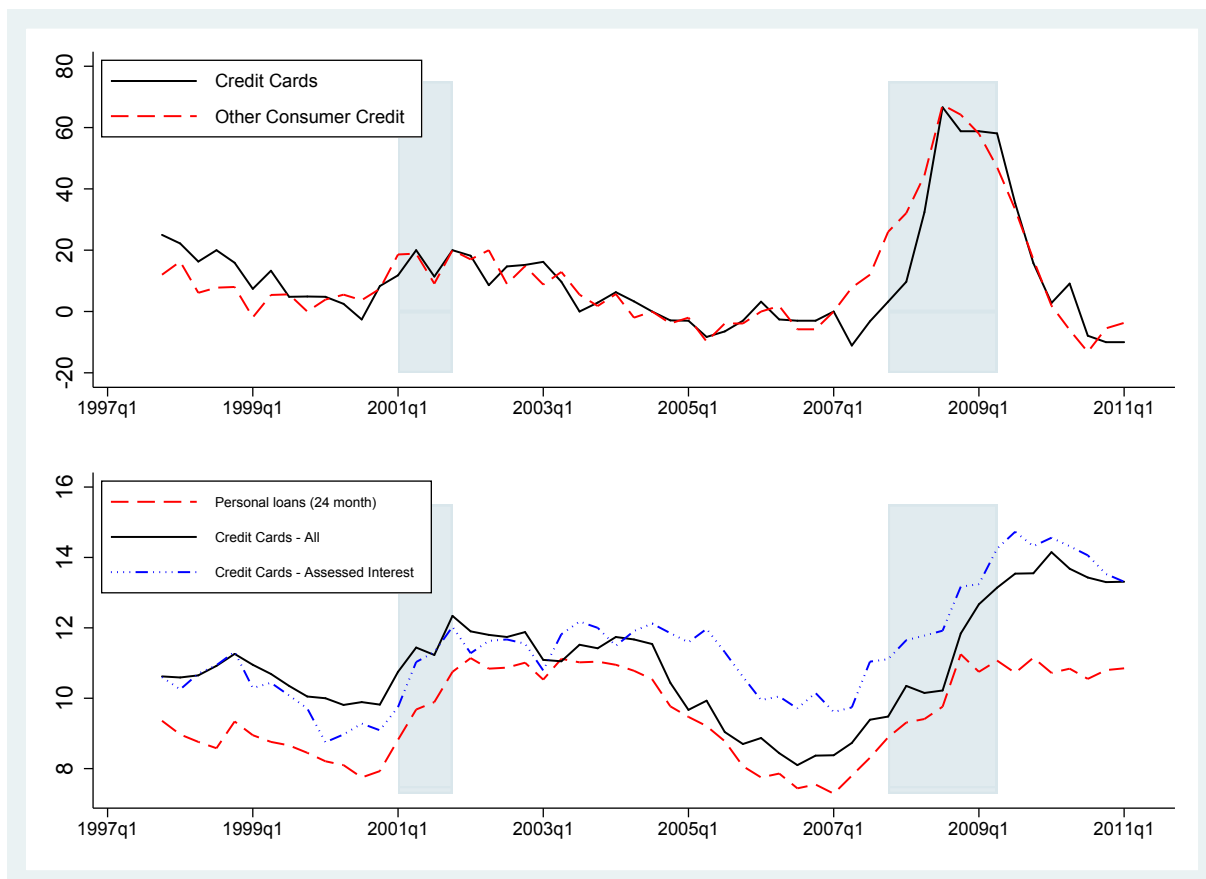 Credit Cards
Other Consumer Credit
80
60
40
20
0
-20
1997q1 1999q1 2001q1 2003q1 2005q1 2007q1 2009q1 2011q1
Personal loans (24 month)
Credit Cards - All
Credit Cards - Assessed Interest
16
14
12
10
8
1997q1 1999q1 2001q1 2003q1 2005q1 2007q1 2009q1 2011q1